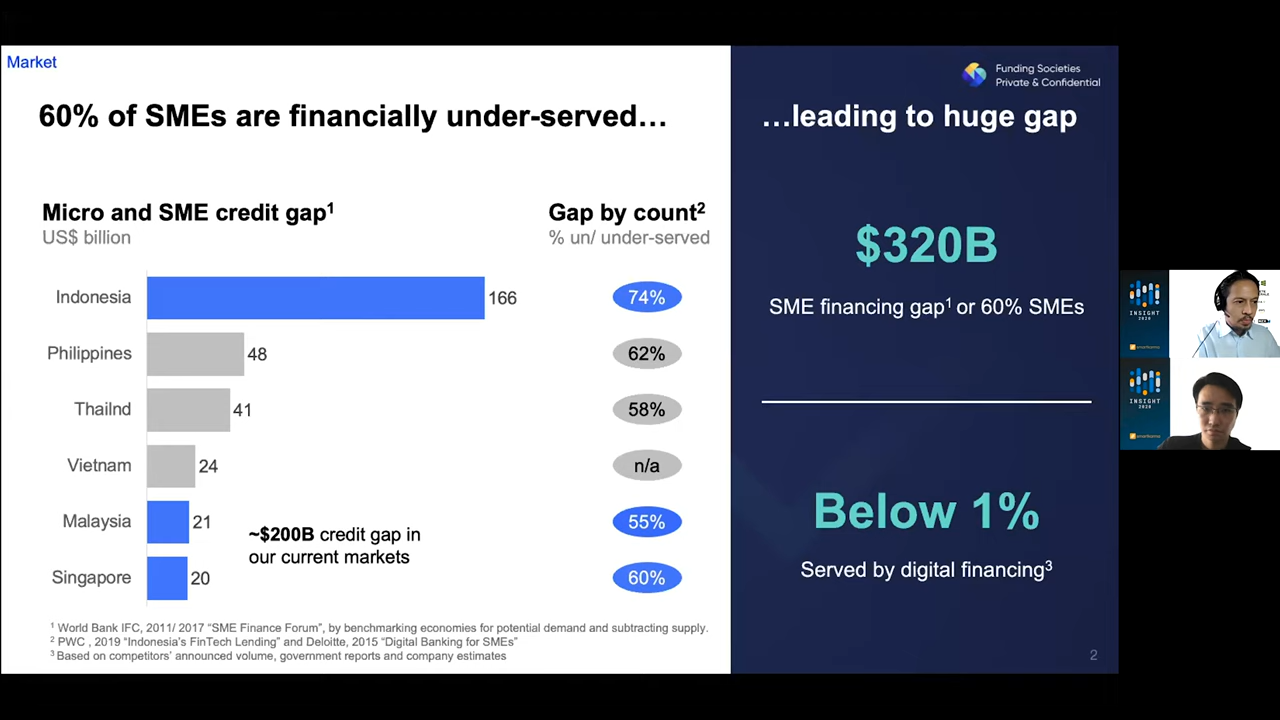 Market
Funding Societies
Private & Confidential
60% of SMEs are financially under-served…
…leading to huge gap
Micro and SME credit gap¹
US$ billion
Gap by count²
% un/ under-served
Indonesia 166 74%
Philippines 48 62%
Thailnd 41 58%
Vietnam 24 n/a
Malaysia 21 55%
Singapore 20 60%
~$200B credit gap in
our current markets
$320B
SME financing gap¹ or 60% SMEs
Below 1%
Served by digital financing³
¹ World Bank IFC, 2011/ 2017 “SME Finance Forum”, by benchmarking economies for potential demand and subtracting supply.
² PWC , 2019 “Indonesia's FinTech Lending” and Deloitte, 2015 “Digital Banking for SMEs”
³ Based on competitors’ announced volume, government reports and company estimates
2
INSIGHT
2020
smartkarma
INSIGHT
2020
smartkarma